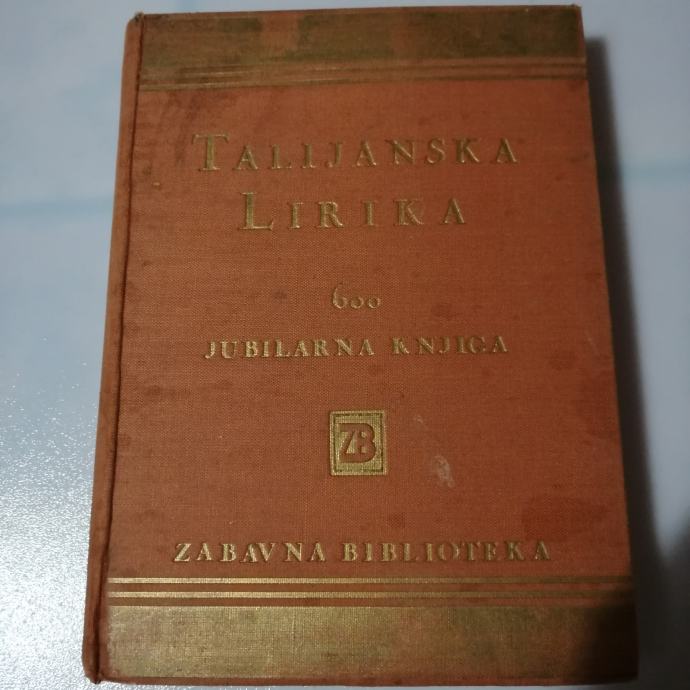 TALIJANSKA
LIRIKA
600
JUBILARNA KNJIGA
ZB
ZABAVNA BIBLIOTEKA